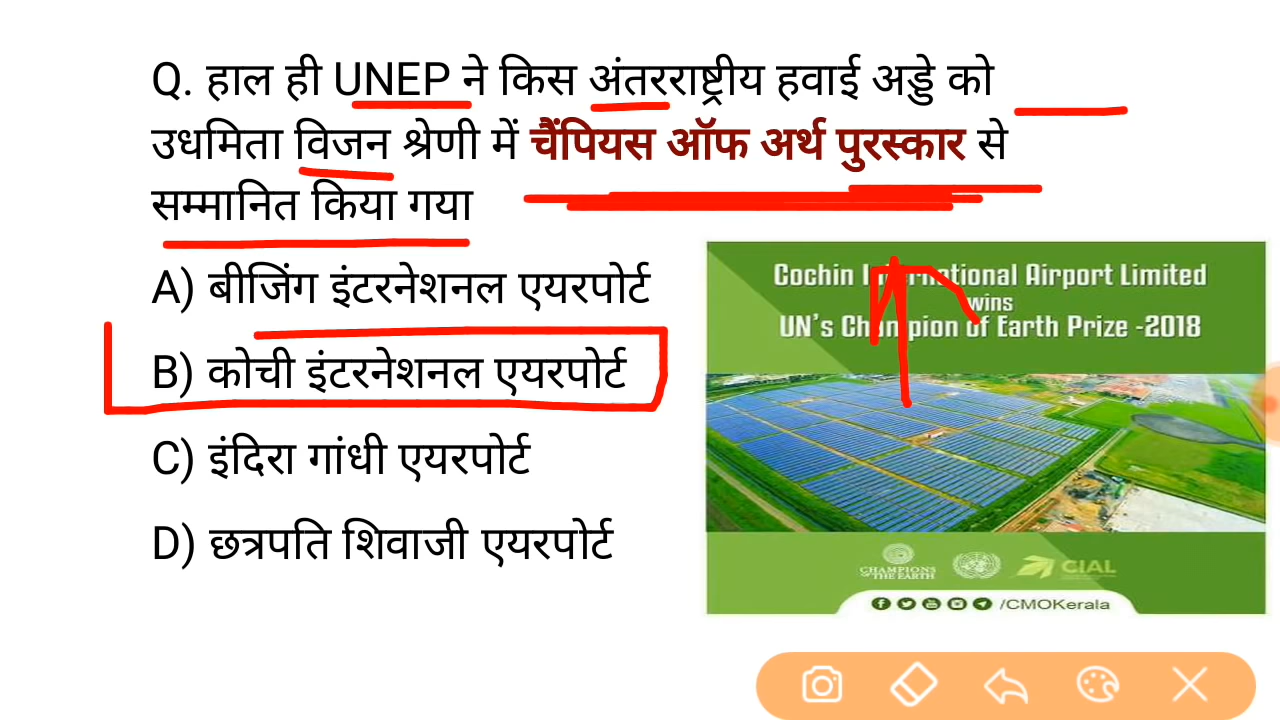 Q. हाल ही UNEP ने किस अंतरराष्ट्रीय हवाई अड्डे को
उधमिता विजन श्रेणी में चैंपियस ऑफ अर्थ पुरस्कार से
सम्मानित किया गया
A) बीजिंग इंटरनेशनल एयरपोर्ट
B) कोची इंटरनेशनल एयरपोर्ट
C) इंदिरा गांधी एयरपोर्ट
D) छत्रपति शिवाजी एयरपोर्ट
Cochin International Airport Limited
wins
UN's Champion of Earth Prize -2018
CHAMPIONS
OF THE EARTH
CIAL
/CMOKerala